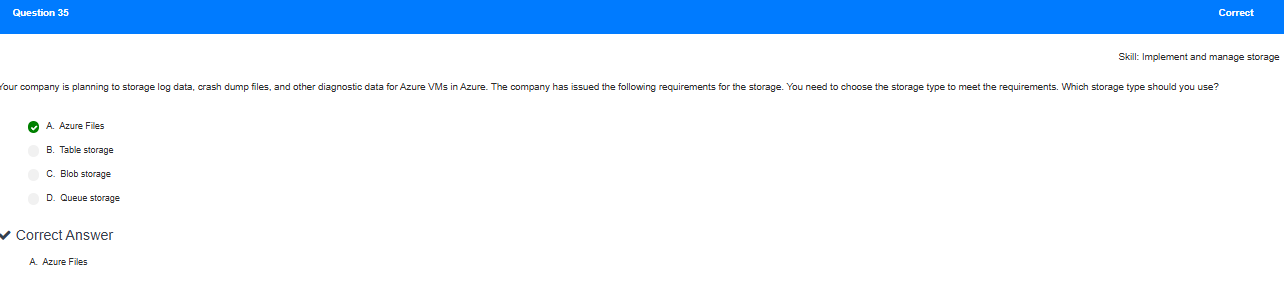 Question 35
Correct
Skill: Implement and manage storage
Your company is planning to storage log data, crash dump files, and other diagnostic data for Azure VMs in Azure. The company has issued the following requirements for the storage. You need to choose the storage type to meet the requirements. Which storage type should you use?
A. Azure Files
B. Table storage
C. Blob storage
D. Queue storage
Correct Answer
A. Azure Files